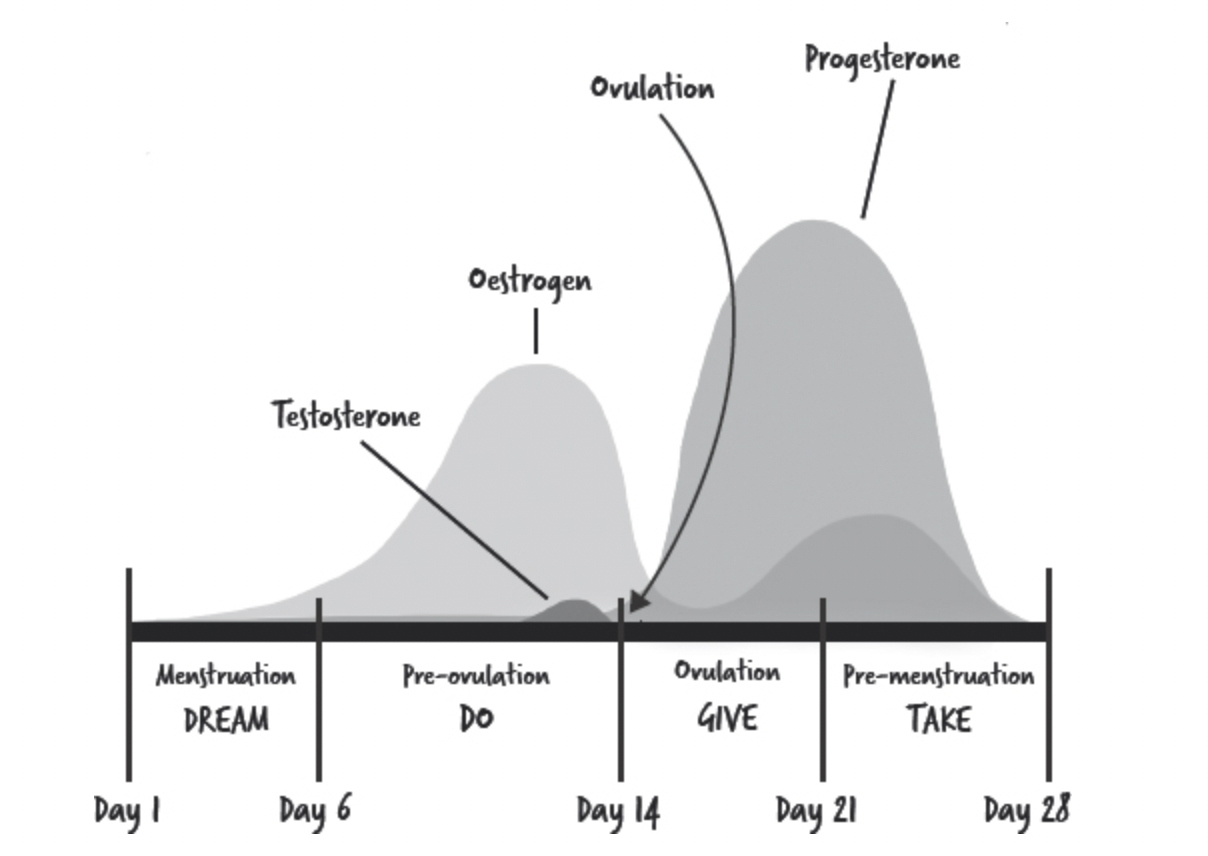 Progesterone
Ovulation
Oestrogen
Testosterone
Menstruation
DREAM
Pre-ovulation
DO
Ovulation
GIVE
Pre-menstruation
TAKE
Day 1
Day 6
Day 14
Day 21
Day 28